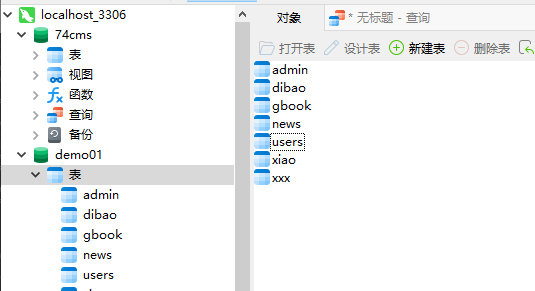 localhost_3306
74cms
表
视图
函数
查询
备份
demo01
表
admin
dibao
gbook
news
users
对象
* 无标题 - 查询
打开表 设计表 新建表 删除表
admin
dibao
gbook
news
users
xiao
xxx